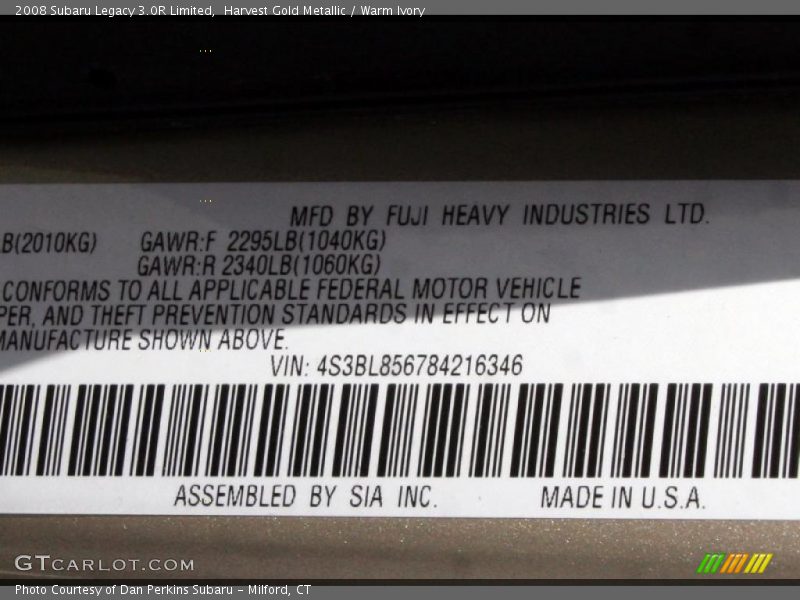 2008 Subaru Legacy 3.0R Limited, Harvest Gold Metallic / Warm Ivory
MFD BY FUJI HEAVY INDUSTRIES LTD.
B(2010KG) GAWR:F 2295LB(1040KG)
GAWR:R 2340LB(1060KG)
CONFORMS TO ALL APPLICABLE FEDERAL MOTOR VEHICLE
PER, AND THEFT PREVENTION STANDARDS IN EFFECT ON
MANUFACTURE SHOWN ABOVE.
VIN: 4S3BL856784216346
ASSEMBLED BY SIA INC. MADE IN U.S.A.
GTCARLOT.COM
Photo Courtesy of Dan Perkins Subaru - Milford, CT